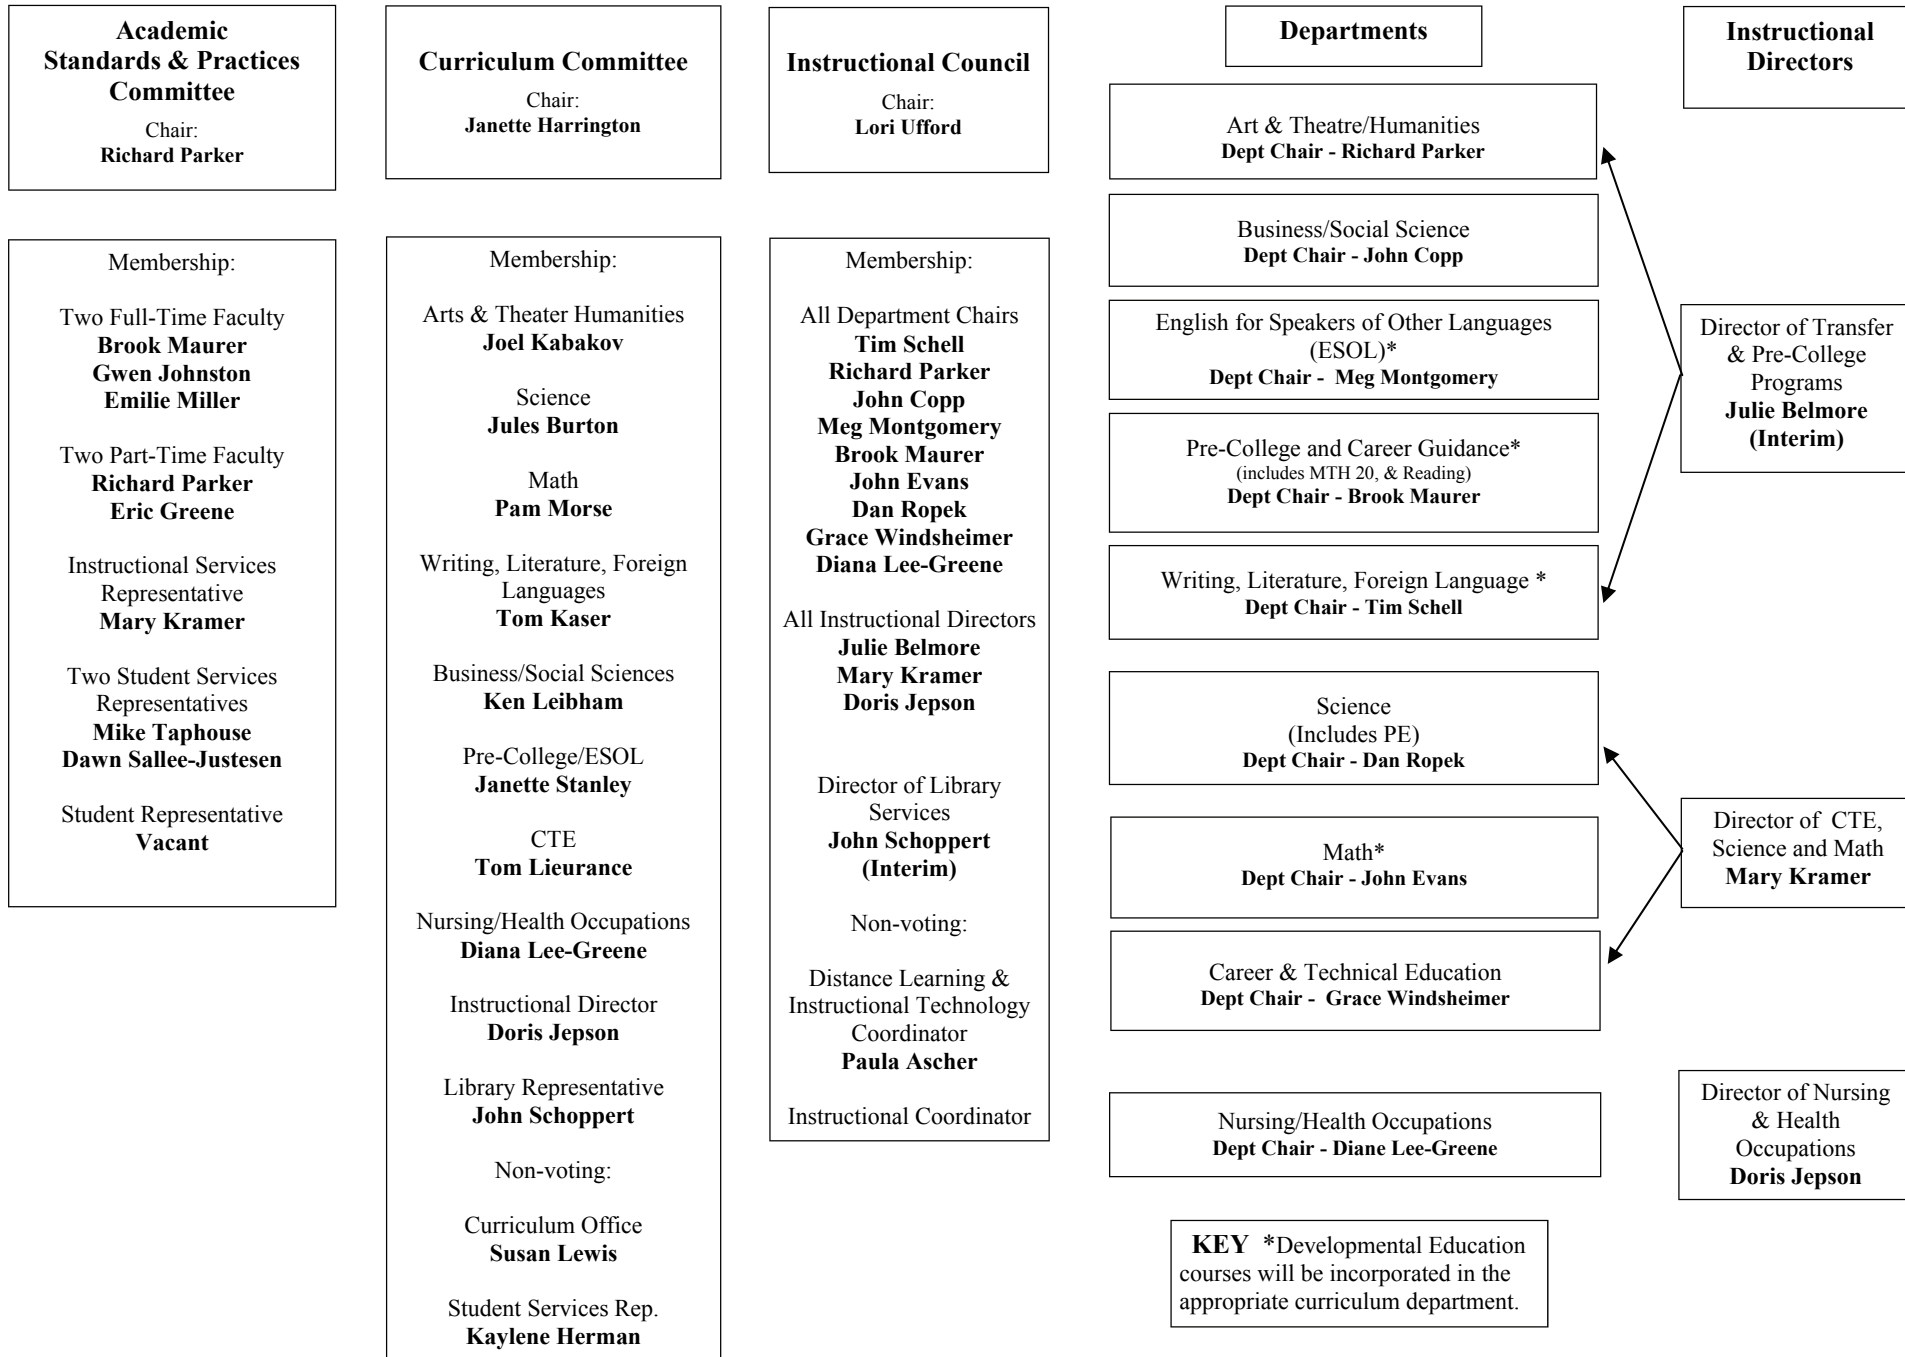 Academic
Standards & Practices
Committee
Chair:
Richard Parker
Membership:
Two Full-Time Faculty
Brook Maurer
Gwen Johnston
Emilie Miller
Two Part-Time Faculty
Richard Parker
Eric Greene
Instructional Services
Representative
Mary Kramer
Two Student Services
Representatives
Mike Taphouse
Dawn Sallee-Justesen
Student Representative
Vacant
Curriculum Committee
Chair:
Janette Harrington
Membership:
Arts & Theater Humanities
Joel Kabakov
Science
Jules Burton
Math
Pam Morse
Writing, Literature, Foreign
Languages
Tom Kaser
Business/Social Sciences
Ken Leibham
Pre-College/ESOL
Janette Stanley
CTE
Tom Lieurance
Nursing/Health Occupations
Diana Lee-Greene
Instructional Director
Doris Jepson
Library Representative
John Schoppert
Non-voting:
Curriculum Office
Susan Lewis
Student Services Rep.
Kaylene Herman
Instructional Council
Chair:
Lori Ufford
Membership:
All Department Chairs
Tim Schell
Richard Parker
John Copp
Meg Montgomery
Brook Maurer
John Evans
Dan Ropek
Grace Windsheimer
Diana Lee-Greene
All Instructional Directors
Julie Belmore
Mary Kramer
Doris Jepson
Director of Library
Services
John Schoppert
(Interim)
Non-voting:
Distance Learning &
Instructional Technology
Coordinator
Paula Ascher
Instructional Coordinator
Departments
Art & Theatre/Humanities
Dept Chair - Richard Parker
Business/Social Science
Dept Chair - John Copp
English for Speakers of Other Languages
(ESOL)*
Dept Chair - Meg Montgomery
Pre-College and Career Guidance*
(includes MTH 20, & Reading)
Dept Chair - Brook Maurer
Writing, Literature, Foreign Language *
Dept Chair - Tim Schell
Science
(Includes PE)
Dept Chair - Dan Ropek
Math*
Dept Chair - John Evans
Career & Technical Education
Dept Chair - Grace Windsheimer
Nursing/Health Occupations
Dept Chair - Diane Lee-Greene
KEY *Developmental Education
courses will be incorporated in the
appropriate curriculum department.
Instructional
Directors
Director of Transfer
& Pre-College
Programs
Julie Belmore
(Interim)
Director of CTE,
Science and Math
Mary Kramer
Director of Nursing
& Health
Occupations
Doris Jepson